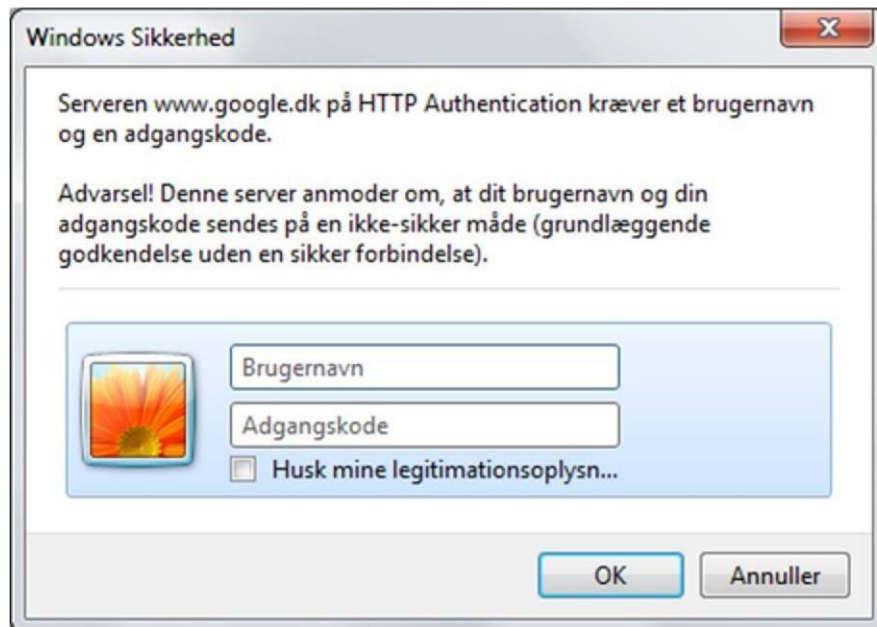 Windows Sikkerhed
Serveren www.google.dk på HTTP Authentication kræver et brugernavn
og en adgangskode.
Advarsel! Denne server anmoder om, at dit brugernavn og din
adgangskode sendes på en ikke-sikker måde (grundlæggende
godkendelse uden en sikker forbindelse).
Brugernavn
Adgangskode
Husk mine legitimationsoplysn...
OK
Annuller